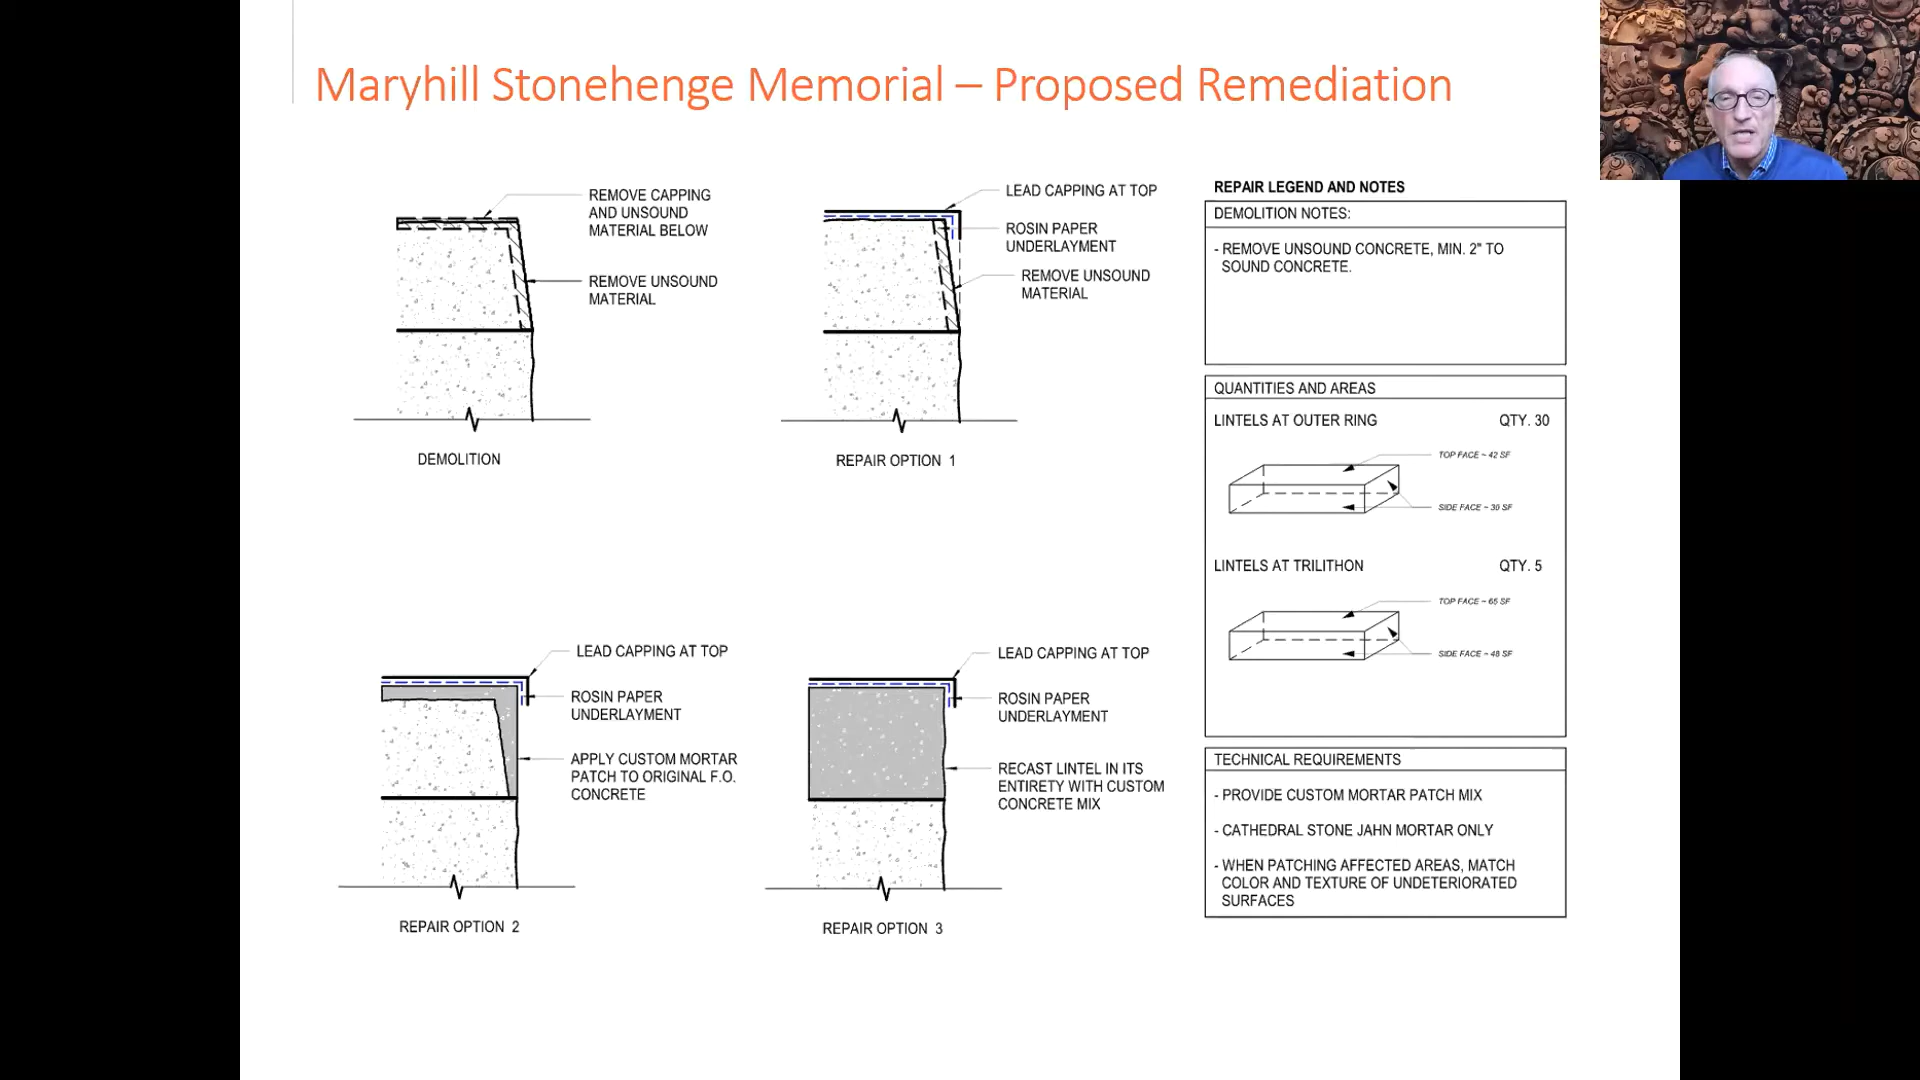 Maryhill Stonehenge Memorial – Proposed Remediation
REMOVE CAPPING
AND UNSOUND
MATERIAL BELOW
REMOVE UNSOUND
MATERIAL
DEMOLITION
LEAD CAPPING AT TOP
ROSIN PAPER
UNDERLAYMENT
REMOVE UNSOUND
MATERIAL
REPAIR OPTION 1
LEAD CAPPING AT TOP
ROSIN PAPER
UNDERLAYMENT
APPLY CUSTOM MORTAR
PATCH TO ORIGINAL F.O.
CONCRETE
REPAIR OPTION 2
LEAD CAPPING AT TOP
ROSIN PAPER
UNDERLAYMENT
RECAST LINTEL IN ITS
ENTIRETY WITH CUSTOM
CONCRETE MIX
REPAIR OPTION 3
REPAIR LEGEND AND NOTES
DEMOLITION NOTES:
- REMOVE UNSOUND CONCRETE, MIN. 2" TO
SOUND CONCRETE.
QUANTITIES AND AREAS
LINTELS AT OUTER RING QTY. 30
TOP FACE ~ 42 SF
SIDE FACE ~ 30 SF
LINTELS AT TRILITHON QTY. 5
TOP FACE ~ 65 SF
SIDE FACE ~ 48 SF
TECHNICAL REQUIREMENTS
- PROVIDE CUSTOM MORTAR PATCH MIX
- CATHEDRAL STONE JAHN MORTAR ONLY
- WHEN PATCHING AFFECTED AREAS, MATCH
COLOR AND TEXTURE OF UNDETERIORATED
SURFACES